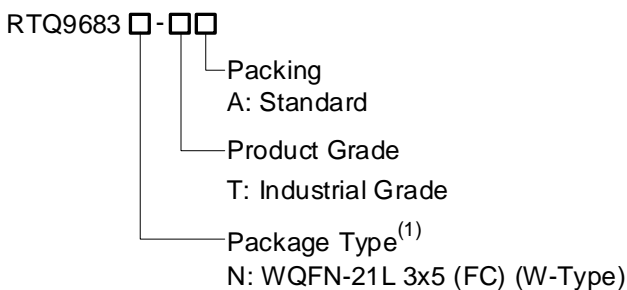 RTQ9683 □-□□
Packing
A: Standard
Product Grade
T: Industrial Grade
Package Type(1)
N: WQFN-21L 3x5 (FC) (W-Type)